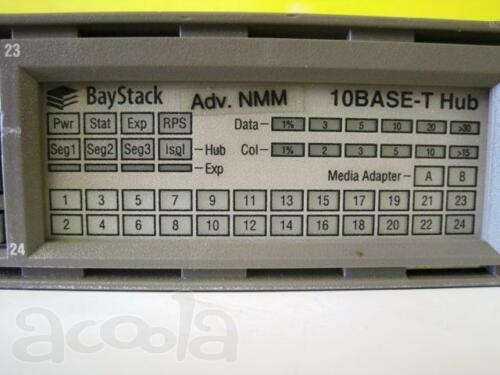 23
BayStack Adv. NMM 10BASE-T Hub
Pwr Stat Exp RPS Data 1% 3 5 10 20 >30
Seg1 Seg2 Seg3 Isol Hub Col 1% 2 3 5 10 >15
Exp Media Adapter A B
1 3 5 7 9 11 13 15 17 19 21 23
2 4 6 8 10 12 14 16 18 20 22 24
24
acoola